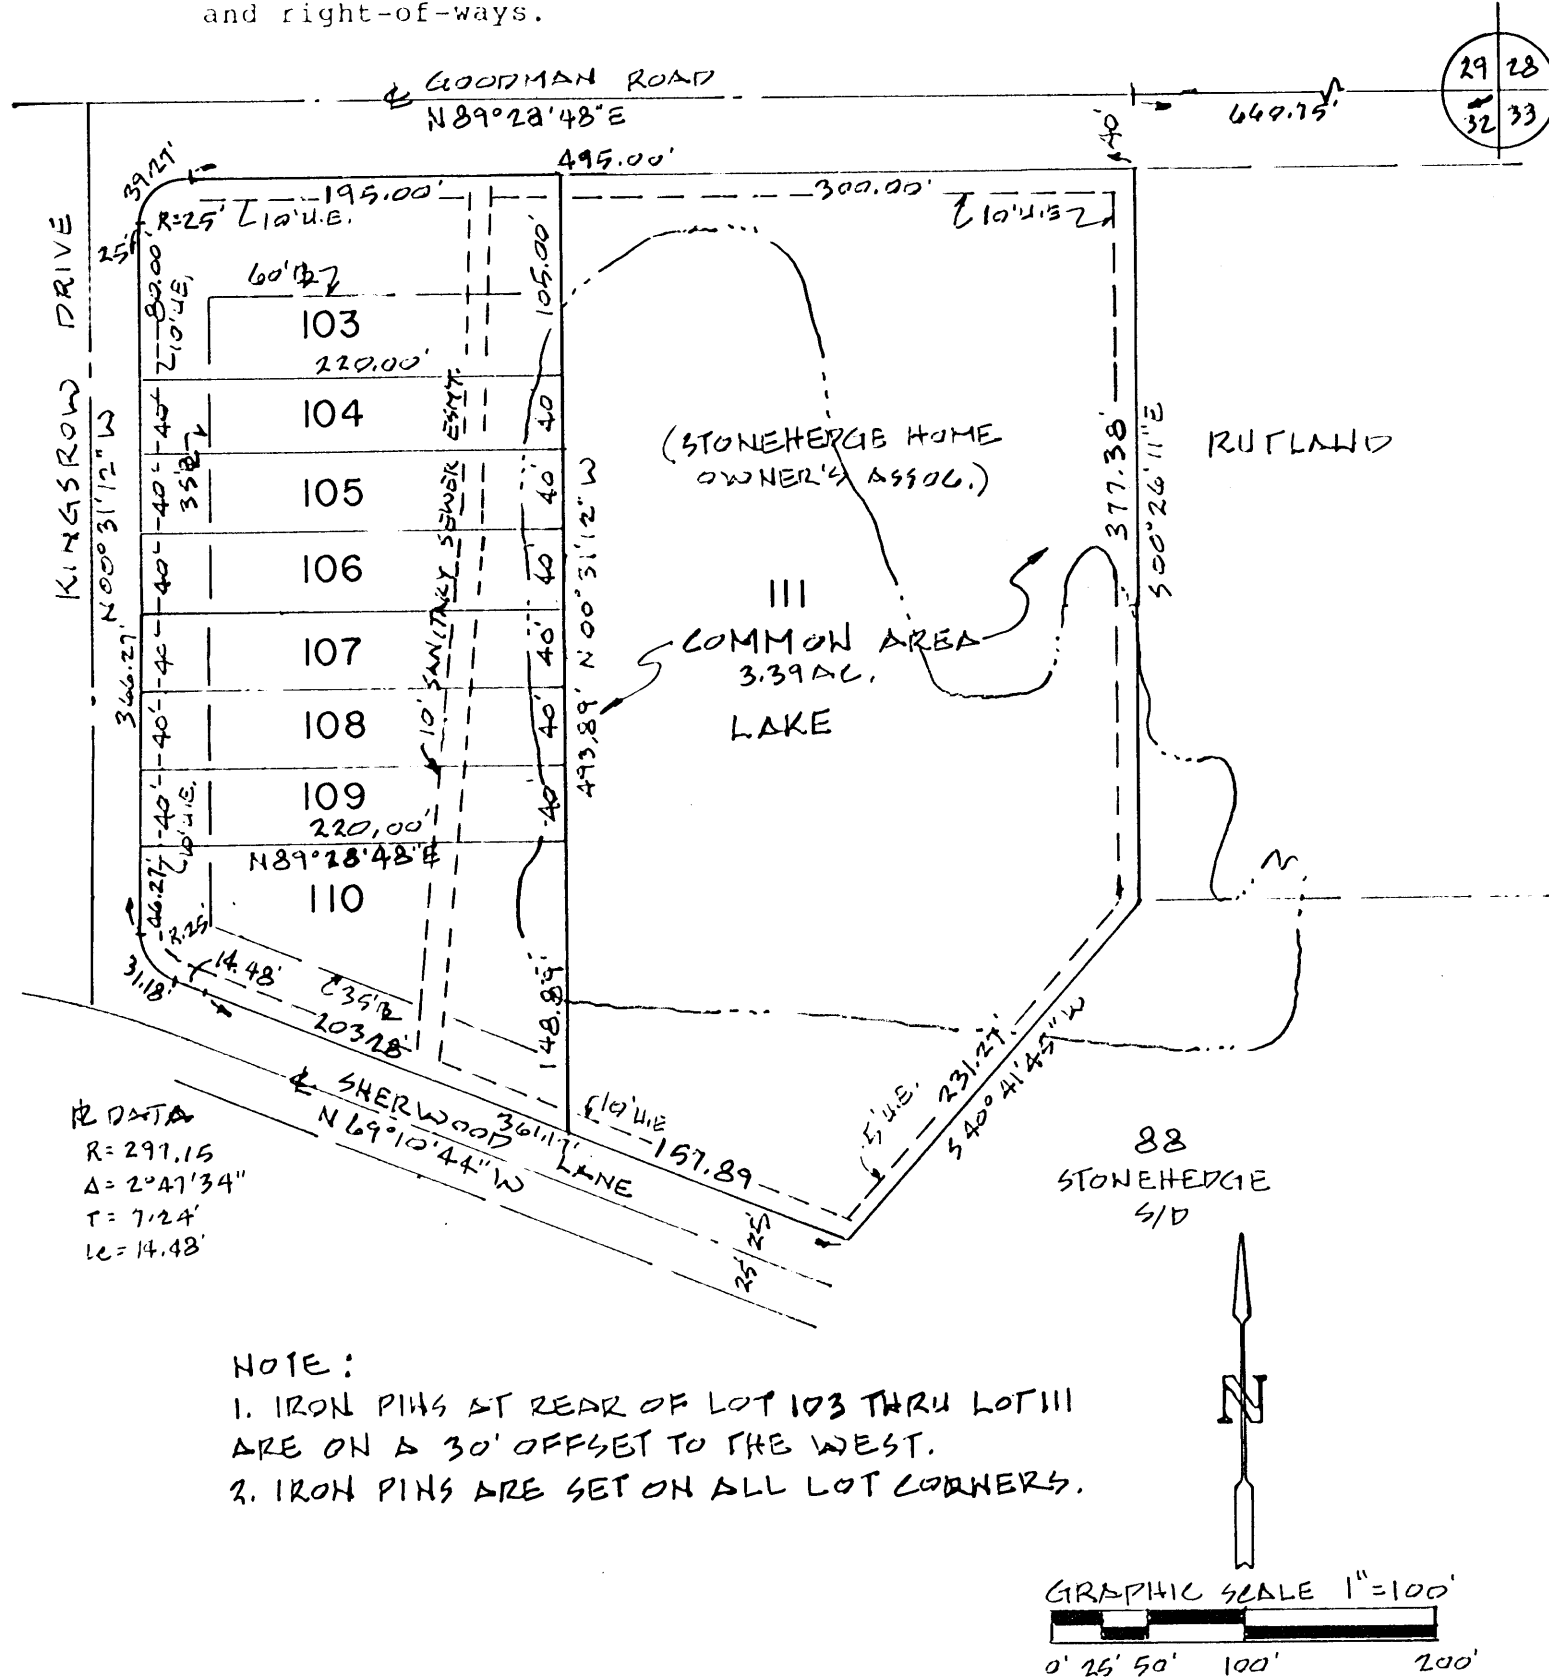 and right-of-ways.
℄ GOODMAN ROAD
N89°28'48"E
660.75'
29 28
32 33
40'
495.00'
39.27'
195.00'
300.00'
R=25'
10'U.E.
10'U.E.
25'
80.00'
10'U.E.
60'
105.00'
KINGSROW DRIVE
N00°31'12"W
366.27'
103
220.00'
104
40'
40
35'
105
40'
40'
106
40'
40'
107
40'
40'
108
40'
40'
109
40'
40'
220.00'
N89°28'48"E
110
10' SANITARY SEWER ESMT.
10'U.E.
46.27'
493.89' N00°31'12"W
(STONEHEDGE HOME
OWNER'S ASSOC.)
111
COMMON AREA
3.39 AC.
LAKE
377.38'
S00°26'11"E
RUTLAND
R.25'
31.18'
14.48'
35'
203.28'
148.89'
℄ SHERWOOD LANE
N69°10'44"W
361.17'
10'U.E
157.89
5'U.E.
231.27'
S40°41'45"W
25' 25'
88
STONEHEDGE
S/D
DATA
R= 297.15
Δ= 2°47'34"
T= 7.24'
Lc= 14.48'
NOTE:
1. IRON PINS AT REAR OF LOT 103 THRU LOT 111
ARE ON A 30' OFFSET TO THE WEST.
2. IRON PINS ARE SET ON ALL LOT CORNERS.
N
GRAPHIC SCALE 1"=100'
0' 25' 50' 100' 200'